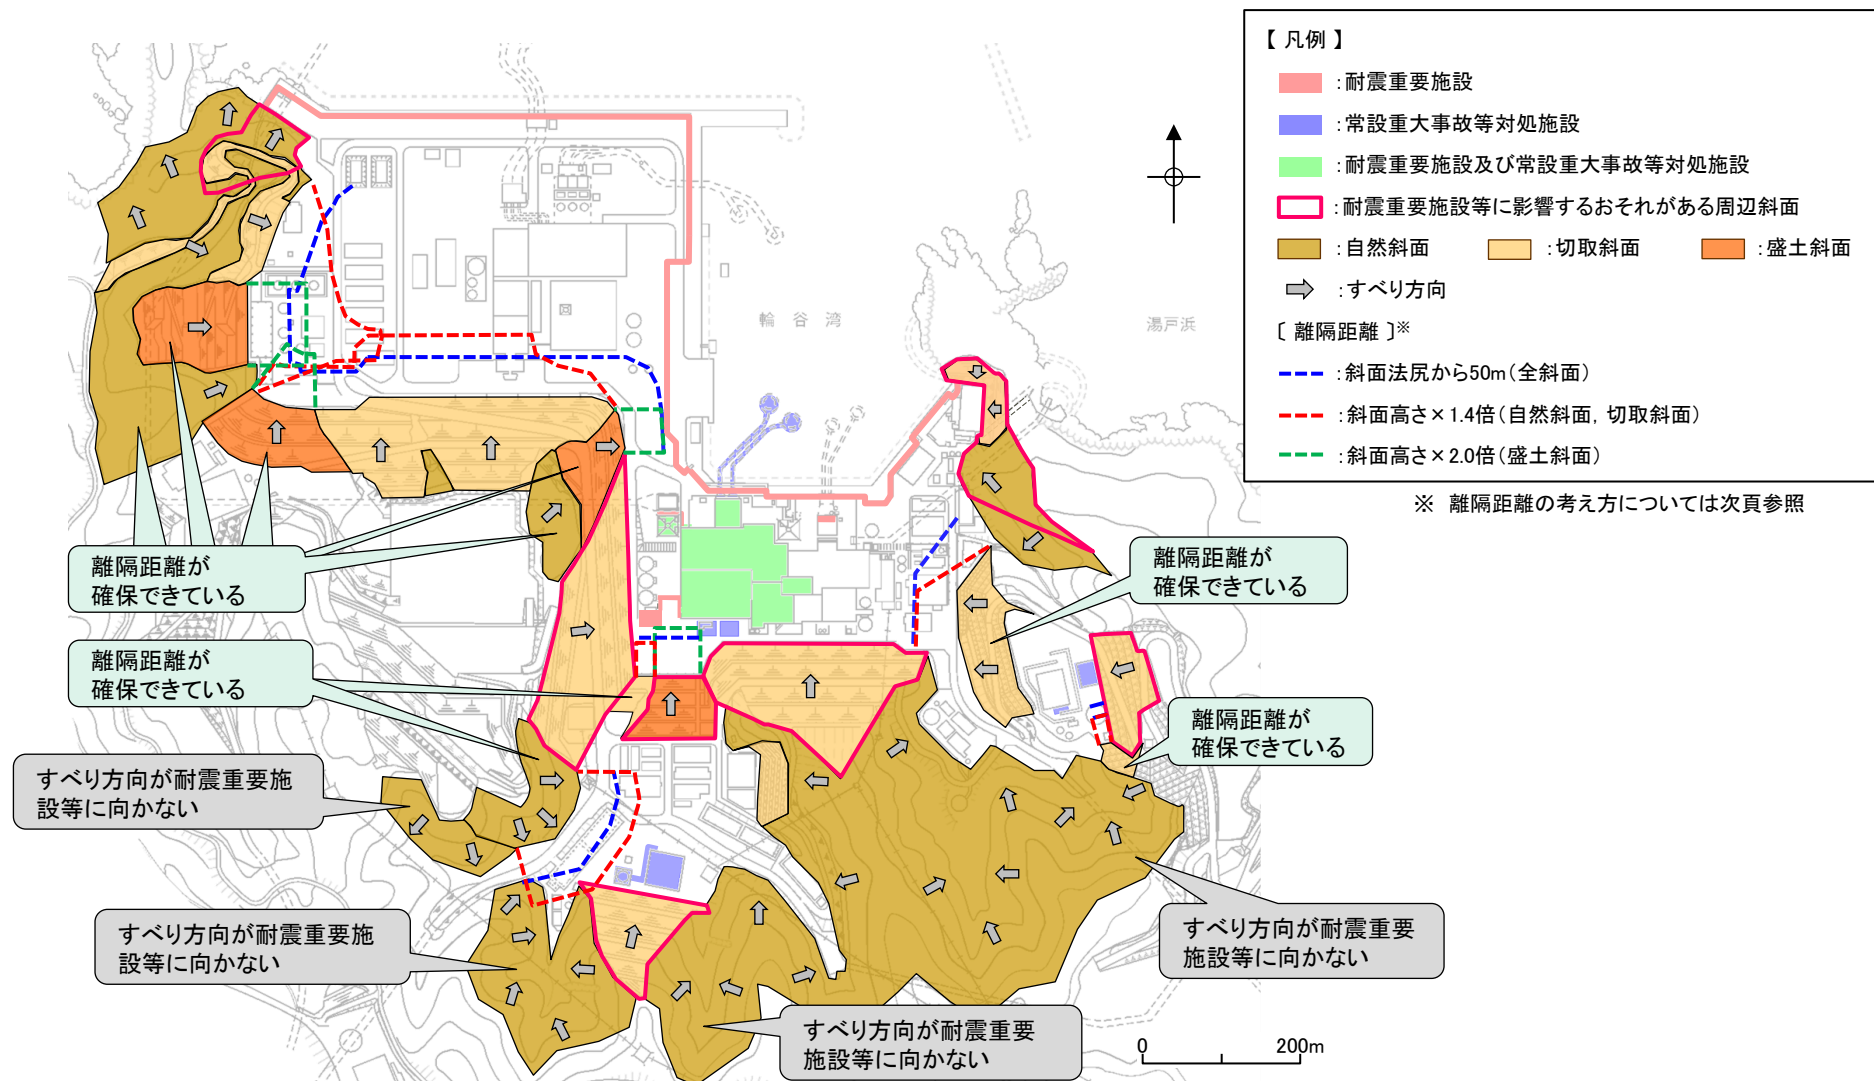 【 凡例 】
：耐震重要施設
：常設重大事故等対処施設
：耐震重要施設及び常設重大事故等対処施設
：耐震重要施設等に影響するおそれがある周辺斜面
：自然斜面
：切取斜面
：盛土斜面
：すべり方向
〔 離隔距離 〕※
：斜面法尻から50m（全斜面）
：斜面高さ×1.4倍（自然斜面，切取斜面）
：斜面高さ×2.0倍（盛土斜面）
※ 離隔距離の考え方については次頁参照
輪谷湾
湯戸浜
離隔距離が
確保できている
離隔距離が
確保できている
離隔距離が
確保できている
離隔距離が
確保できている
すべり方向が耐震重要施
設等に向かない
すべり方向が耐震重要施
設等に向かない
すべり方向が耐震重要
施設等に向かない
すべり方向が耐震重要
施設等に向かない
0
200m